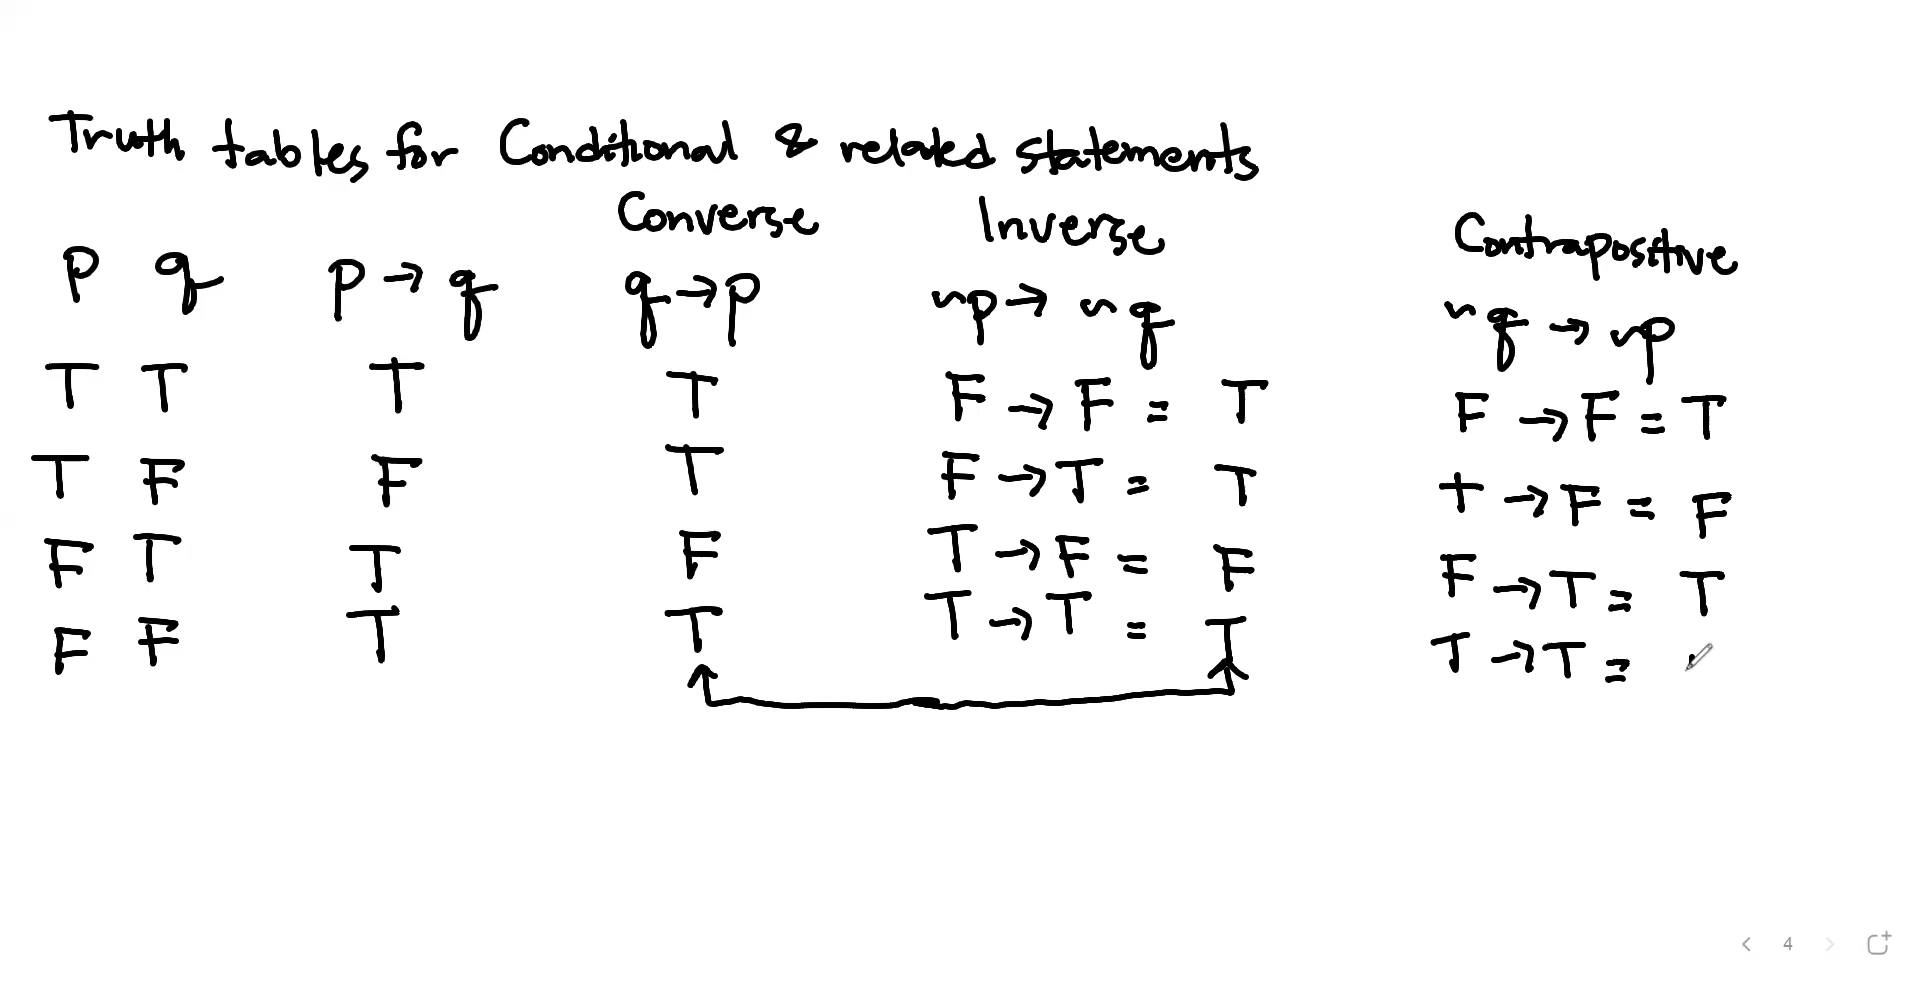 Truth tables for Conditional & related statements
Converse Inverse Contrapositive
p q p → q q → p ~p → ~q ~q → ~p
T T T T F → F = T F → F = T
T F F T F → T = T T → F = F
F T T F T → F = F F → T = T
F F T T T → T = T T → T =
4